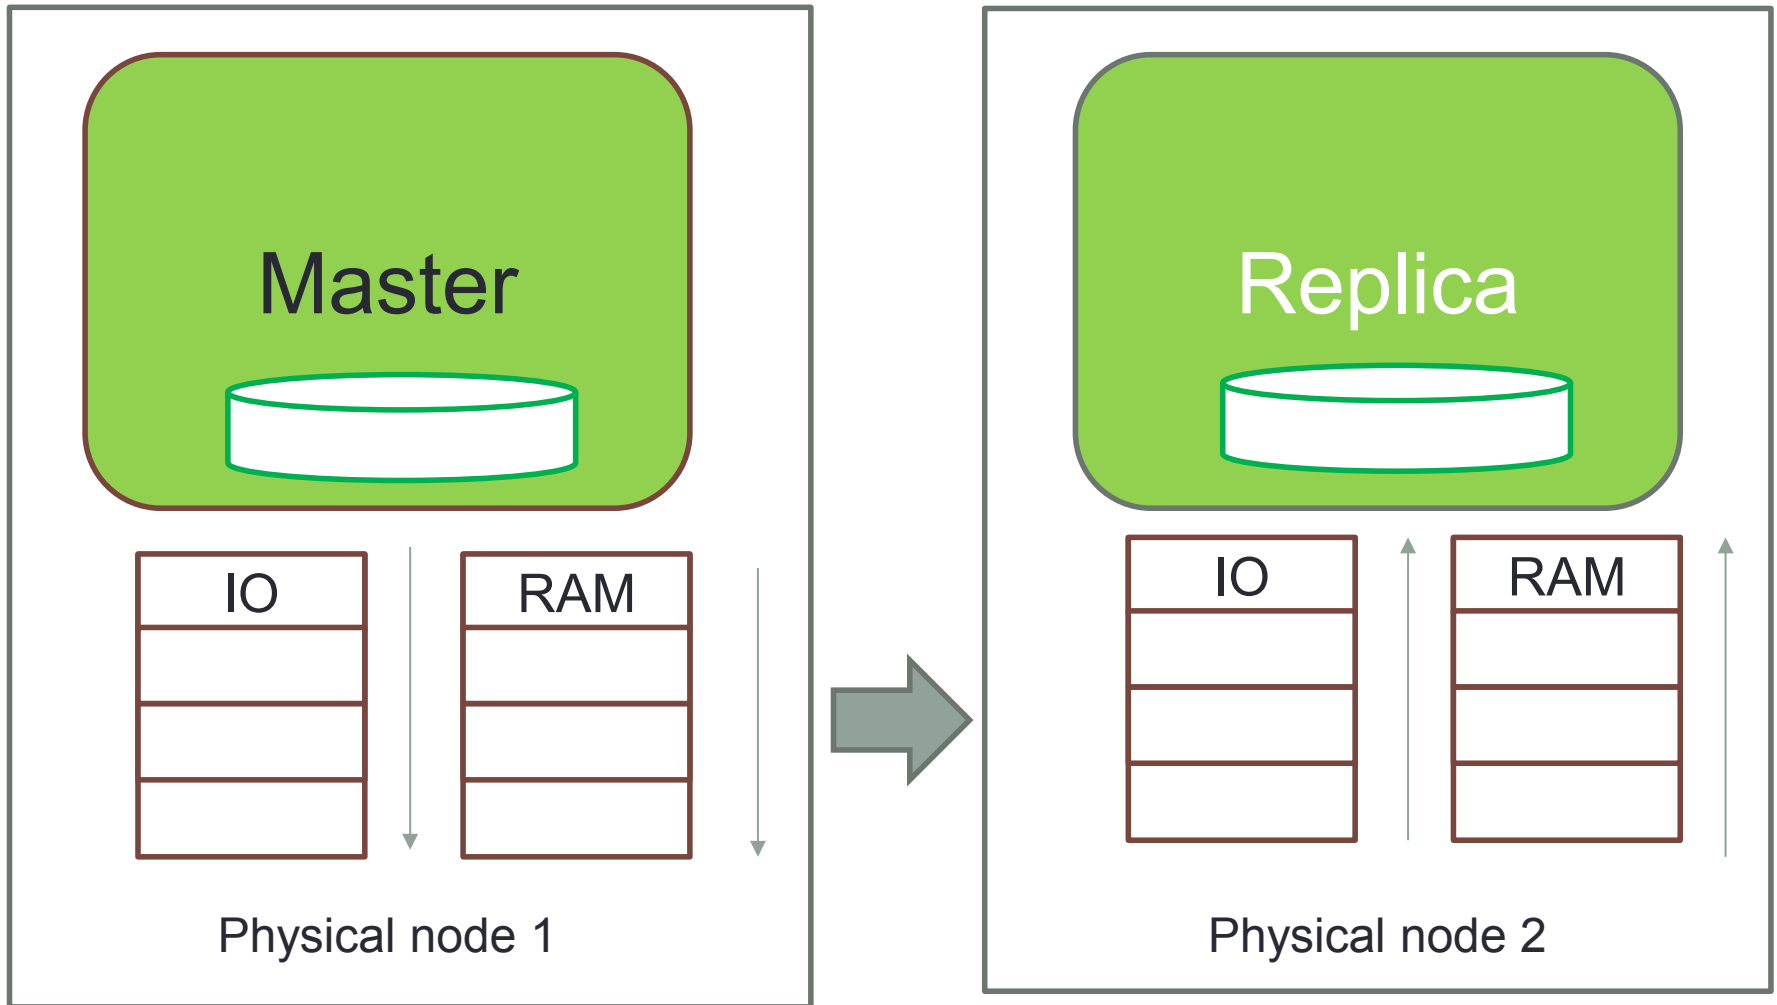 Master
IO
RAM
Physical node 1
Replica
IO
RAM
Physical node 2